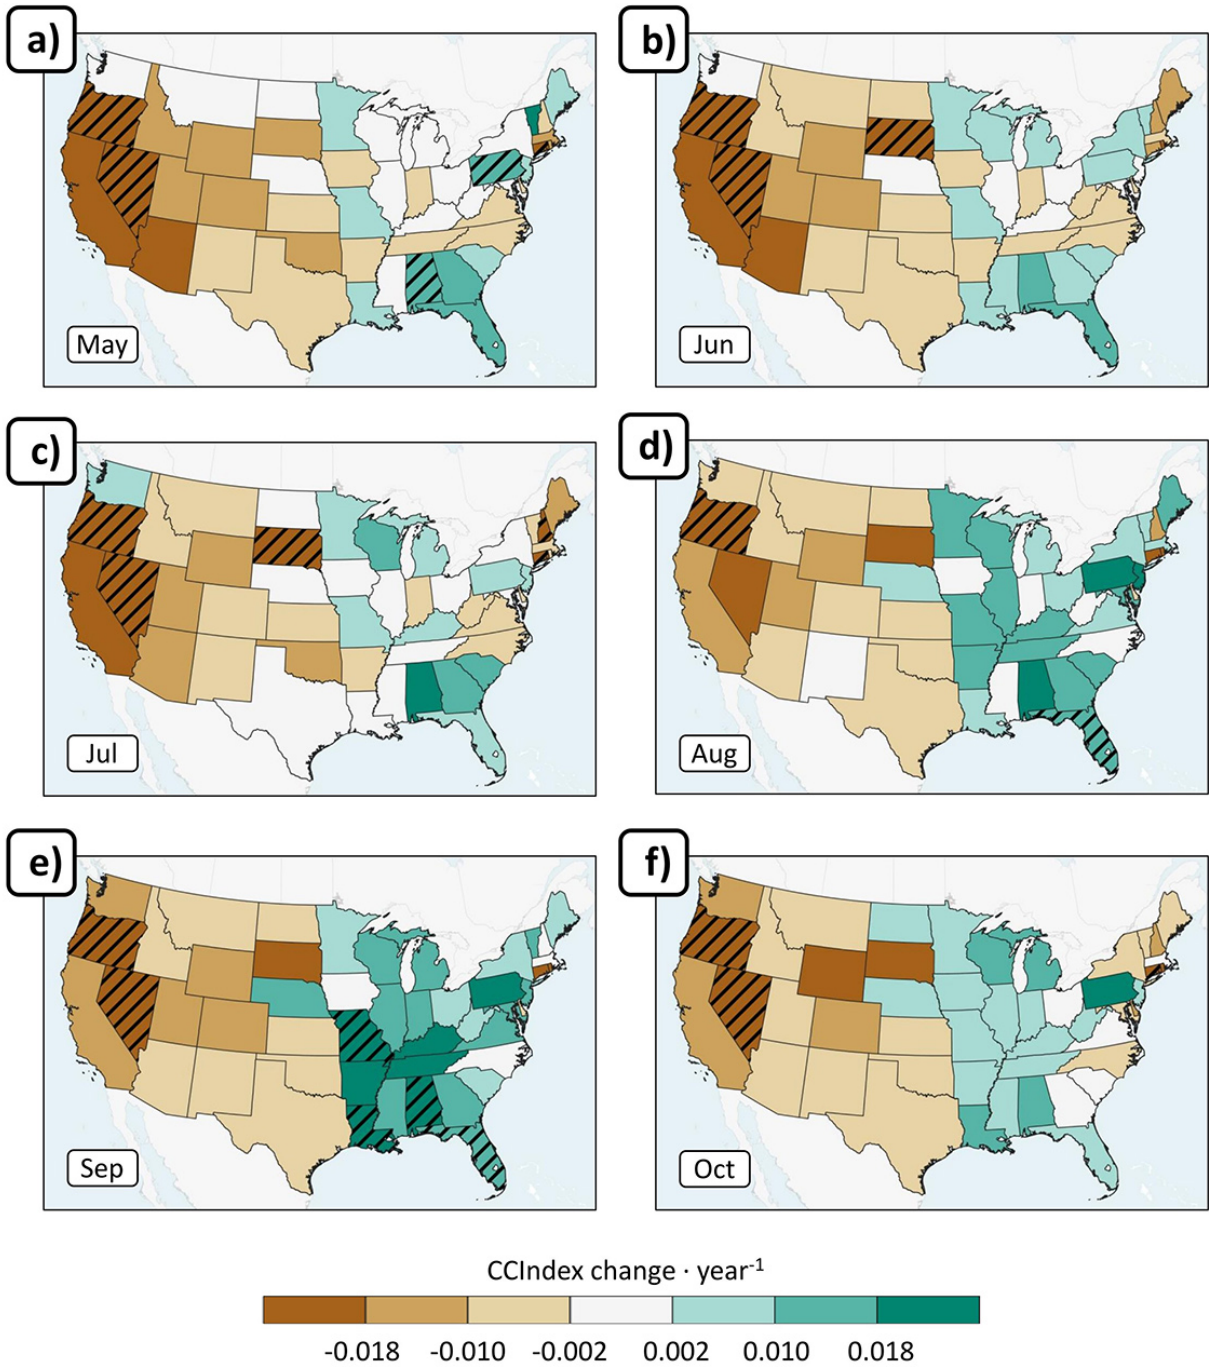 a)
May
b)
Jun
c)
Jul
d)
Aug
e)
Sep
f)
Oct
CCIndex change · year-1
-0.018 -0.010 -0.002 0.002 0.010 0.018